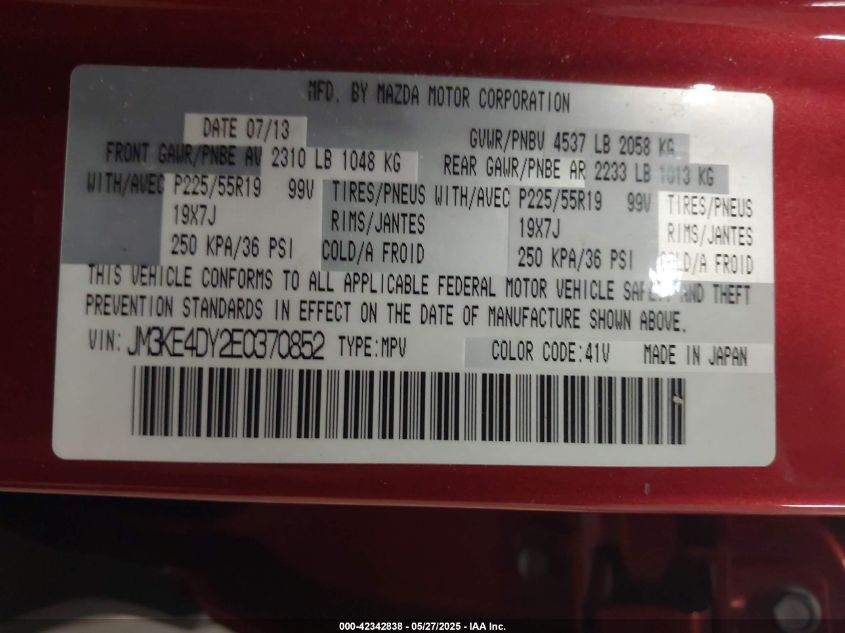 MFD. BY MAZDA MOTOR CORPORATION
DATE 07/13 GVWR/PNBV 4537 LB 2058 KG
FRONT GAWR/PNBE AV 2310 LB 1048 KG REAR GAWR/PNBE AR 2233 LB 1013 KG
WITH/AVEC P225/55R19 99V TIRES/PNEUS WITH/AVEC P225/55R19 99V TIRES/PNEUS
19X7J RIMS/JANTES 19X7J RIMS/JANTES
250 KPA/36 PSI COLD/A FROID 250 KPA/36 PSI COLD/A FROID
THIS VEHICLE CONFORMS TO ALL APPLICABLE FEDERAL MOTOR VEHICLE SAFETY AND THEFT
PREVENTION STANDARDS IN EFFECT ON THE DATE OF MANUFACTURE SHOWN ABOVE.
VIN: JM3KE4DY2E0370852 TYPE:MPV COLOR CODE:41V MADE IN JAPAN
000-42342838 - 05/27/2025 - IAA Inc.